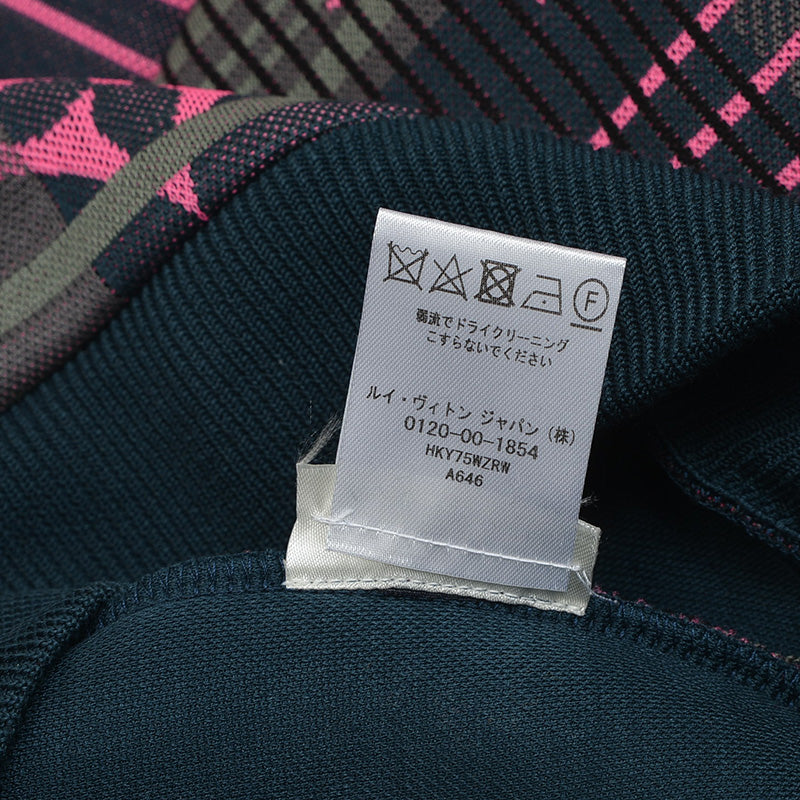 F
弱流でドライクリーニング
こすらないでください
ルイ・ヴィトン ジャパン (株)
0120-00-1854
HKY75WZRW
A646